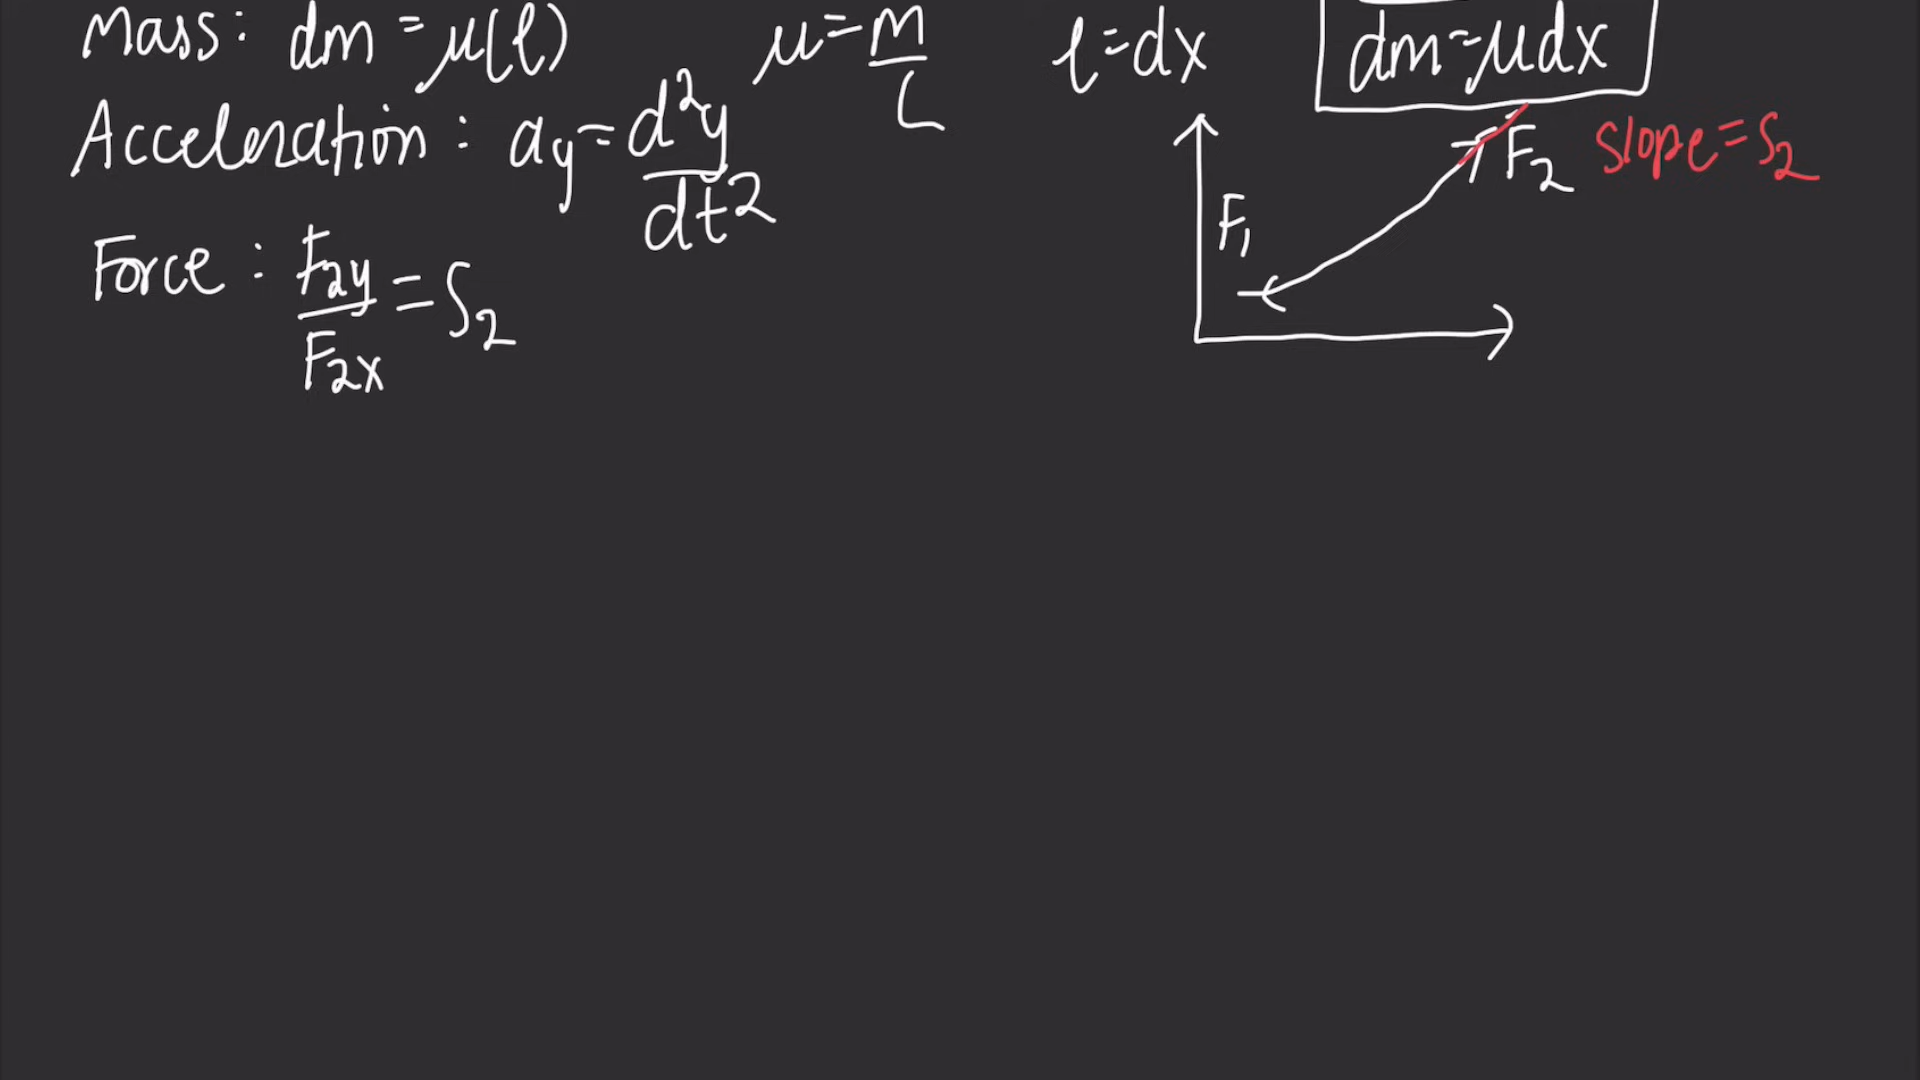 Mass: dm = μ(ℓ) μ = m/L ℓ = dx dm = μdx
Acceleration: ay = d²y/dt²
F₂ slope = S₂
F₁
Force: F₂y/F₂x = S₂